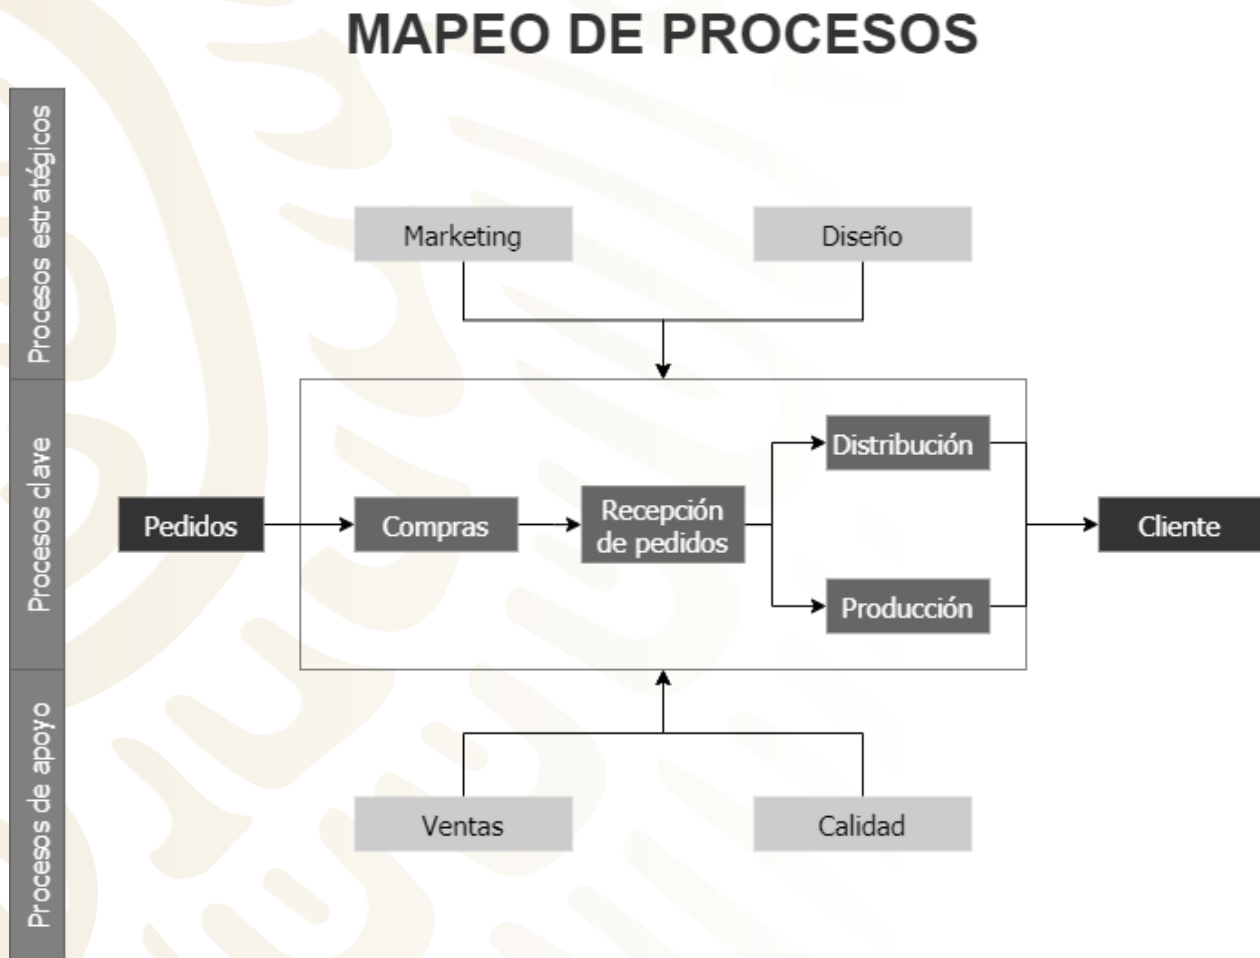 MAPEO DE PROCESOS
Procesos estratégicos
Marketing
Diseño
Procesos clave
Pedidos
Compras
Recepción
de pedidos
Distribución
Producción
Cliente
Procesos de apoyo
Ventas
Calidad